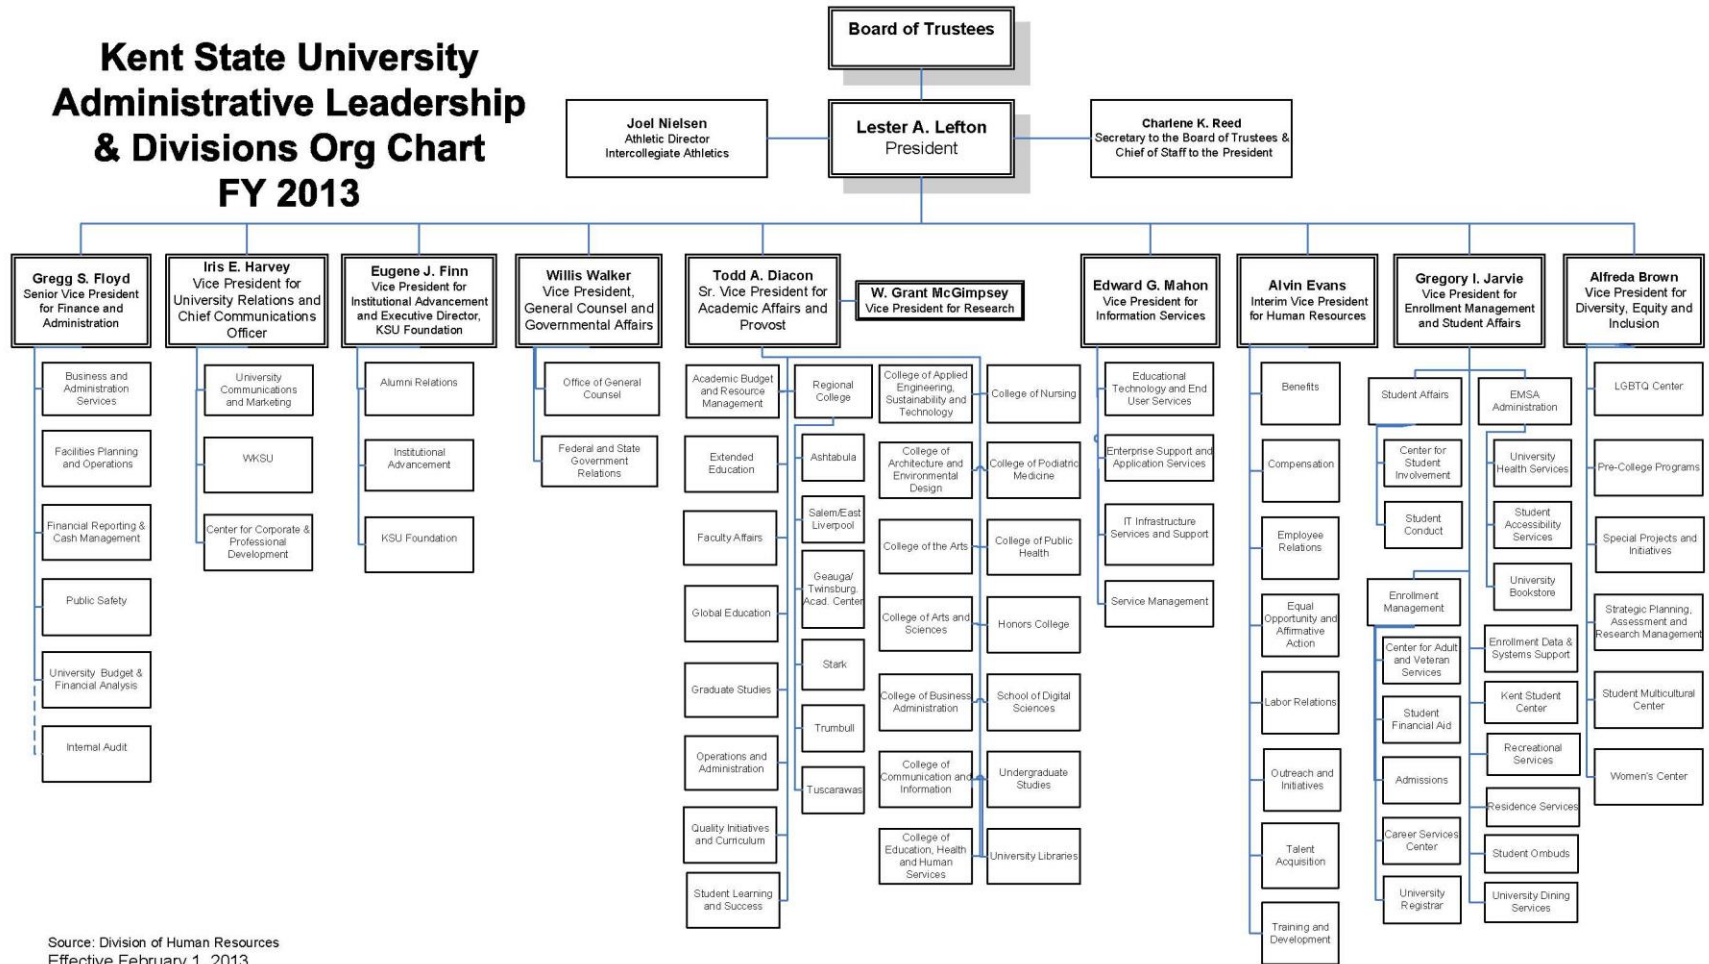 Kent State University
Administrative Leadership
& Divisions Org Chart
FY 2013
Board of Trustees
Joel Nielsen
Athletic Director
Intercollegiate Athletics
Lester A. Lefton
President
Charlene K. Reed
Secretary to the Board of Trustees &
Chief of Staff to the President
Gregg S. Floyd
Senior Vice President
for Finance and
Administration
Iris E. Harvey
Vice President for
University Relations and
Chief Communications
Officer
Eugene J. Finn
Vice President for
Institutional Advancement
and Executive Director,
KSU Foundation
Willis Walker
Vice President,
General Counsel and
Governmental Affairs
Todd A. Diacon
Sr. Vice President for
Academic Affairs and
Provost
W. Grant McGimpsey
Vice President for Research
Edward G. Mahon
Vice President for
Information Services
Alvin Evans
Interim Vice President
for Human Resources
Gregory I. Jarvie
Vice President for
Enrollment Management
and Student Affairs
Alfreda Brown
Vice President for
Diversity, Equity and
Inclusion
Business and
Administration
Services
Facilities Planning
and Operations
Financial Reporting &
Cash Management
Public Safety
University Budget &
Financial Analysis
Internal Audit
University
Communications
and Marketing
WKSU
Center for Corporate &
Professional
Development
Alumni Relations
Institutional
Advancement
KSU Foundation
Office of General
Counsel
Federal and State
Government
Relations
Academic Budget
and Resource
Management
Extended
Education
Faculty Affairs
Global Education
Graduate Studies
Operations and
Administration
Quality Initiatives
and Curriculum
Student Learning
and Success
Regional
College
Ashtabula
Salem/East
Liverpool
Geauga/
Twinsburg.
Acad. Center
Stark
Trumbull
Tuscarawas
College of Applied
Engineering,
Sustainability and
Technology
College of
Architecture and
Environmental
Design
College of the Arts
College of Arts and
Sciences
College of Business
Administration
College of
Communication and
Information
College of
Education, Health
and Human
Services
College of Nursing
College of Podiatric
Medicine
College of Public
Health
Honors College
School of Digital
Sciences
Undergraduate
Studies
University Libraries
Educational
Technology and End
User Services
Enterprise Support and
Application Services
IT Infrastructure
Services and Support
Service Management
Benefits
Compensation
Employee
Relations
Equal
Opportunity and
Affirmative
Action
Labor Relations
Outreach and
Initiatives
Talent
Acquisition
Training and
Development
Student Affairs
Center for
Student
Involvement
Student
Conduct
Enrollment
Management
Center for Adult
and Veteran
Services
Student
Financial Aid
Admissions
Career Services
Center
University
Registrar
EMSA
Administration
University
Health Services
Student
Accessibility
Services
University
Bookstore
Enrollment Data &
Systems Support
Kent Student
Center
Recreational
Services
Residence Services
Student Ombuds
University Dining
Services
LGBTQ Center
Pre-College Programs
Special Projects and
Initiatives
Strategic Planning,
Assessment and
Research Management
Student Multicultural
Center
Women's Center
Source: Division of Human Resources
Effective February 1, 2013